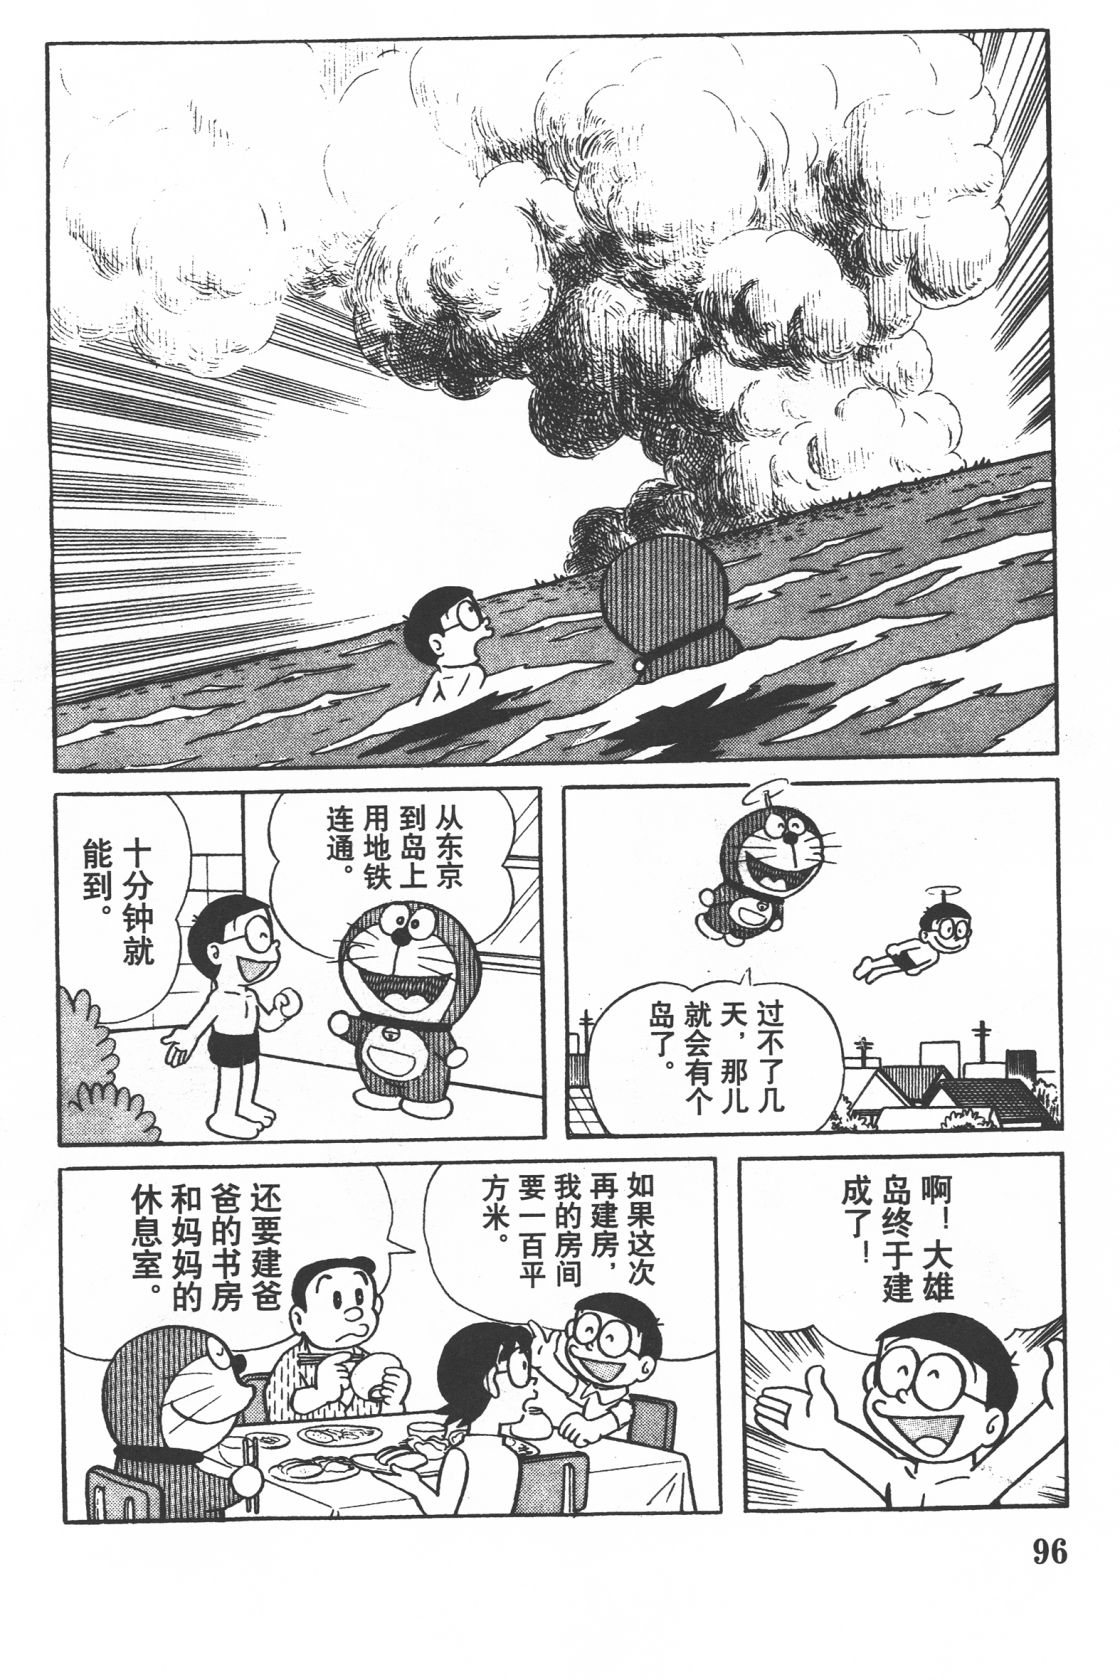 过不了几
天，那儿
就会有个
岛了。
从东京
到岛上
用地铁
连通。
十分钟就
能到。
啊！大雄
岛终于建
成了！
如果这次
再建房，
我的房间
要一百平
方米。
还要建爸
爸的书房
和妈妈的
休息室。
96